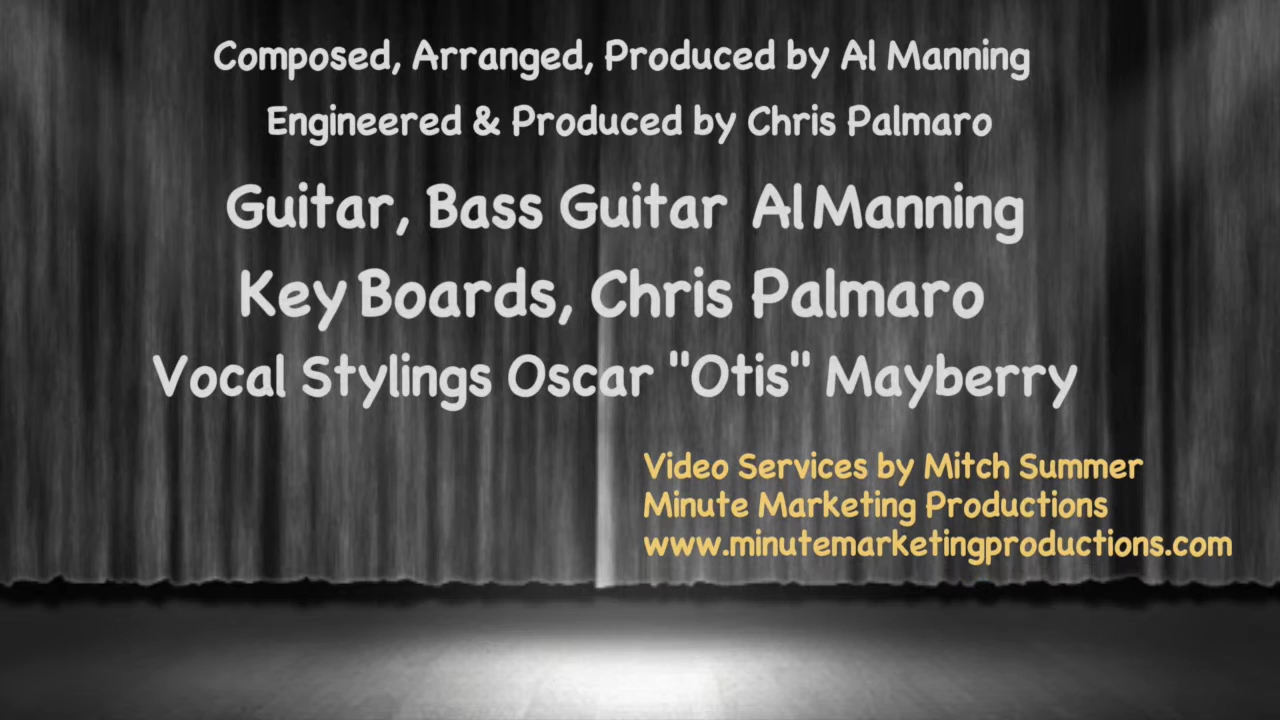 Composed, Arranged, Produced by Al Manning
Engineered & Produced by Chris Palmaro
Guitar, Bass Guitar Al Manning
Key Boards, Chris Palmaro
Vocal Stylings Oscar "Otis" Mayberry
Video Services by Mitch Summer
Minute Marketing Productions
www.minutemarketingproductions.com